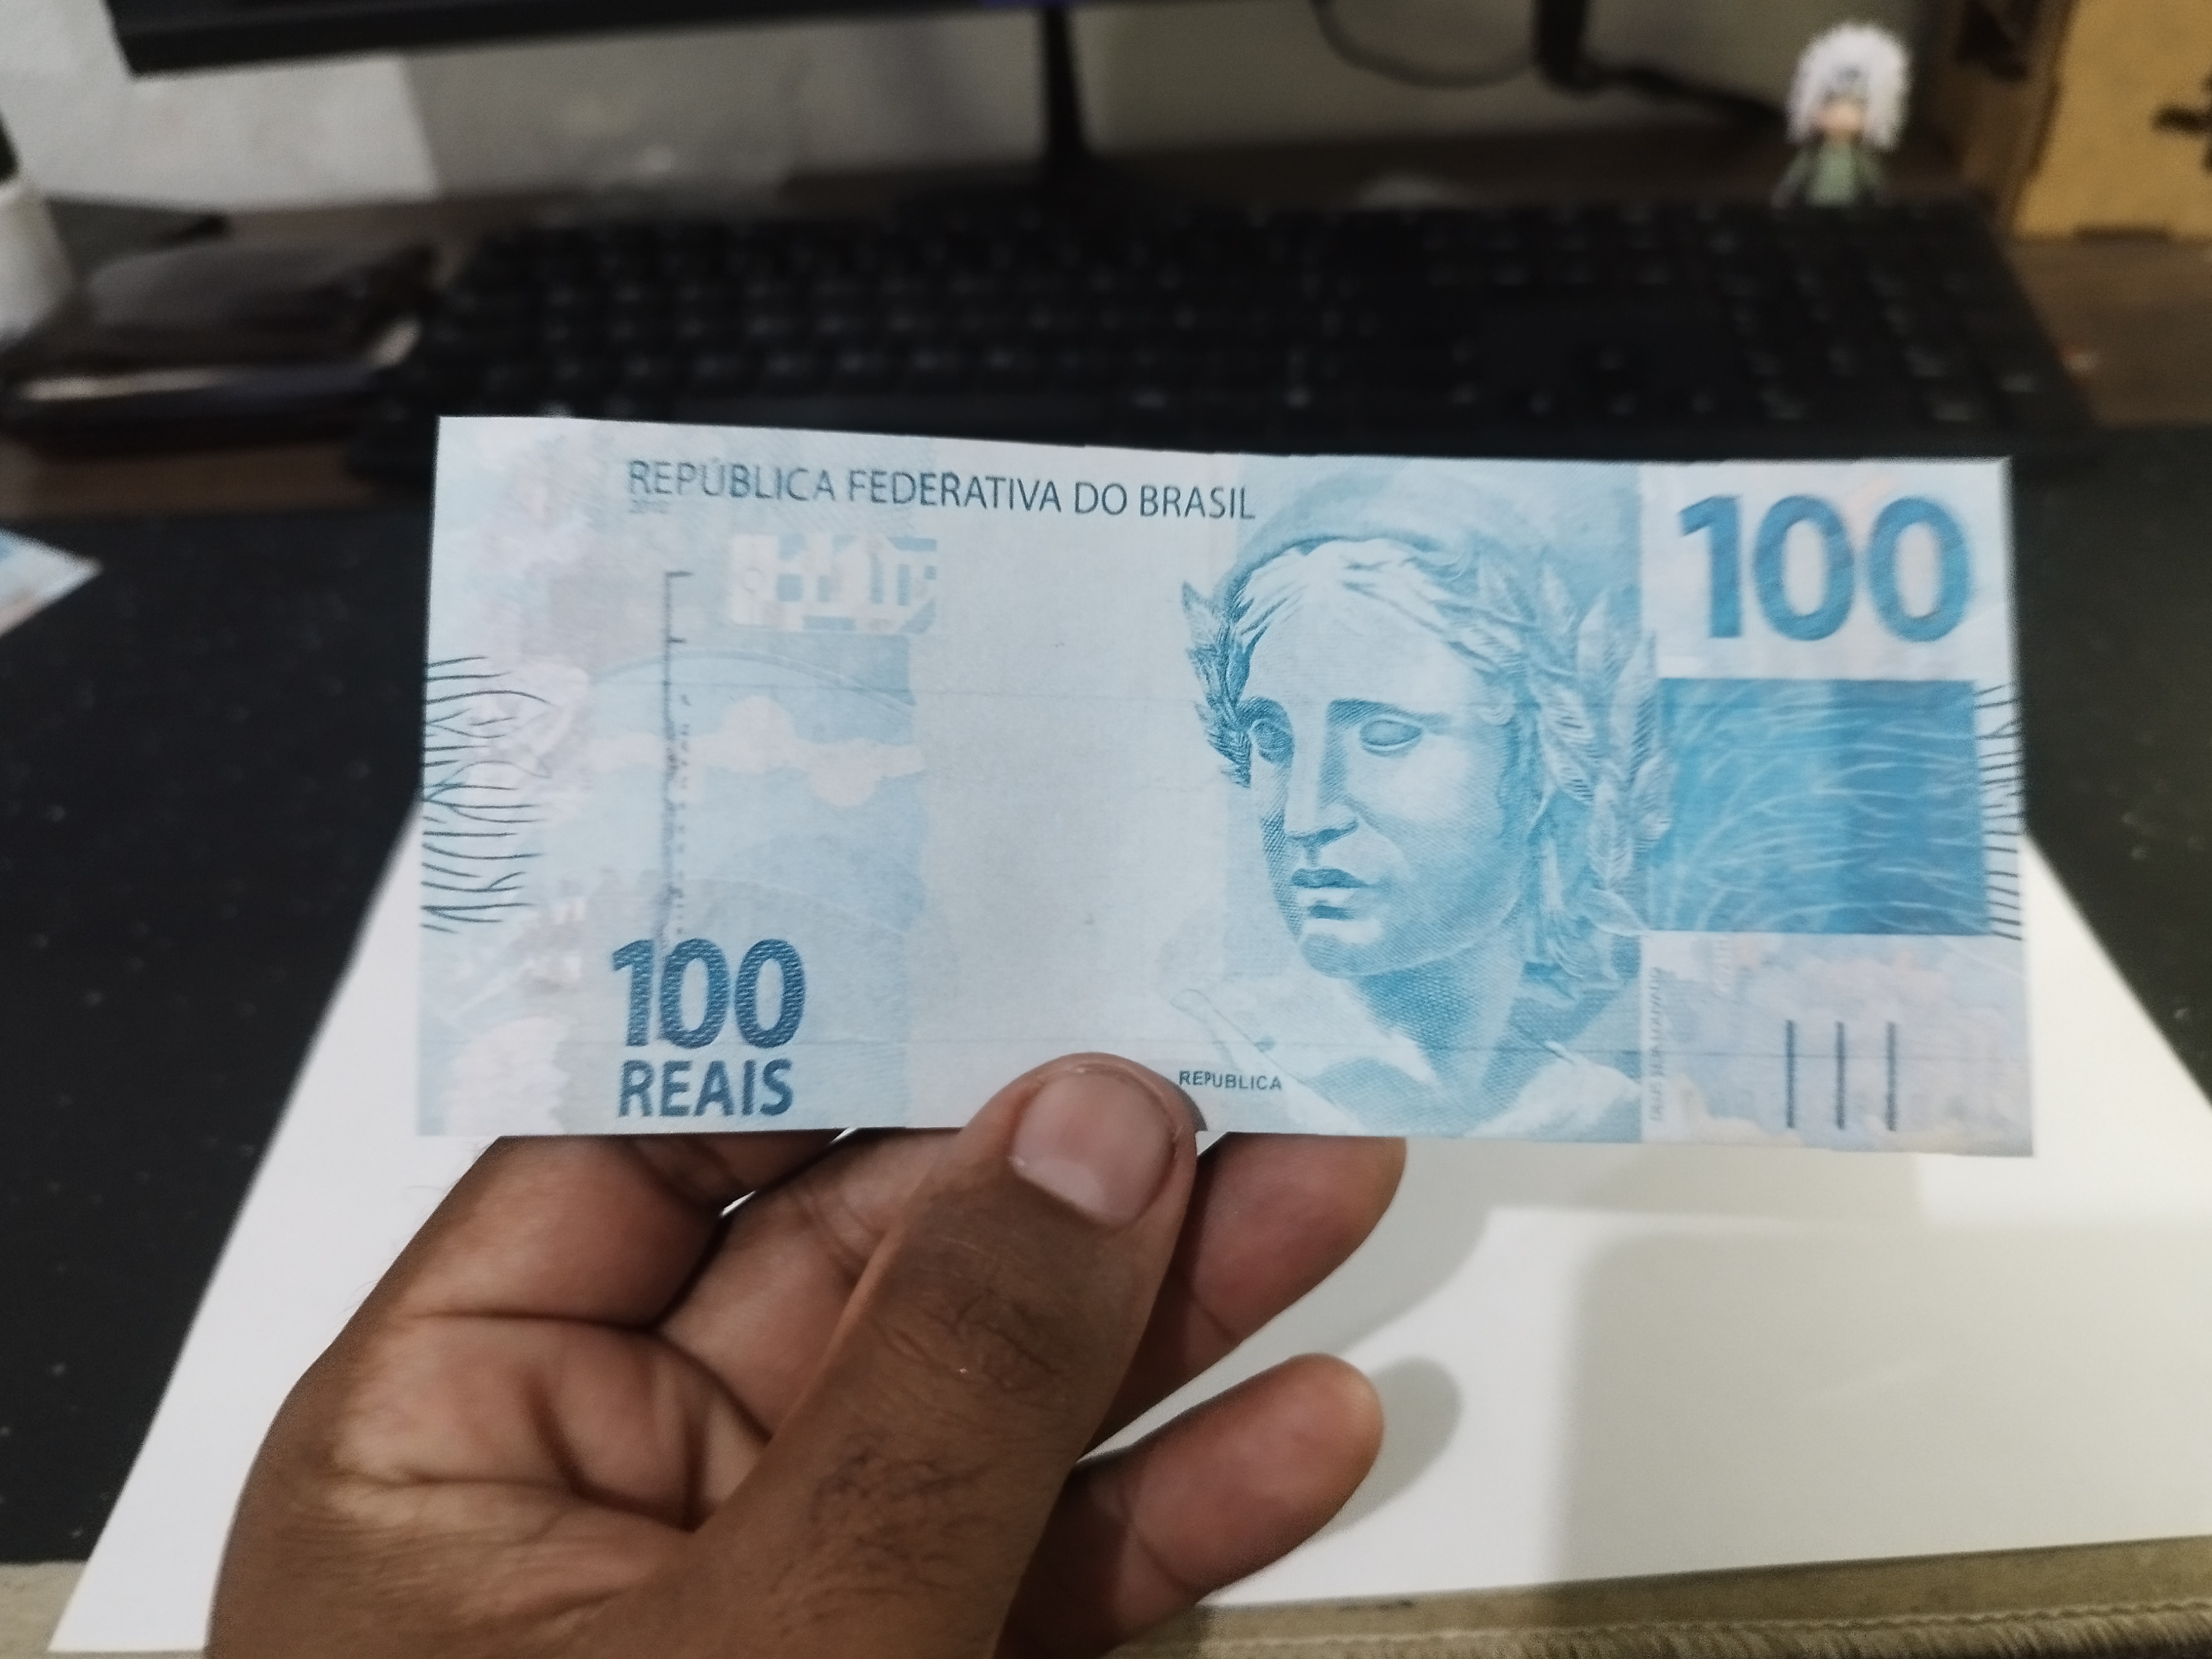 REPÚBLICA FEDERATIVA DO BRASIL
100
100
REAIS
REPUBLICA